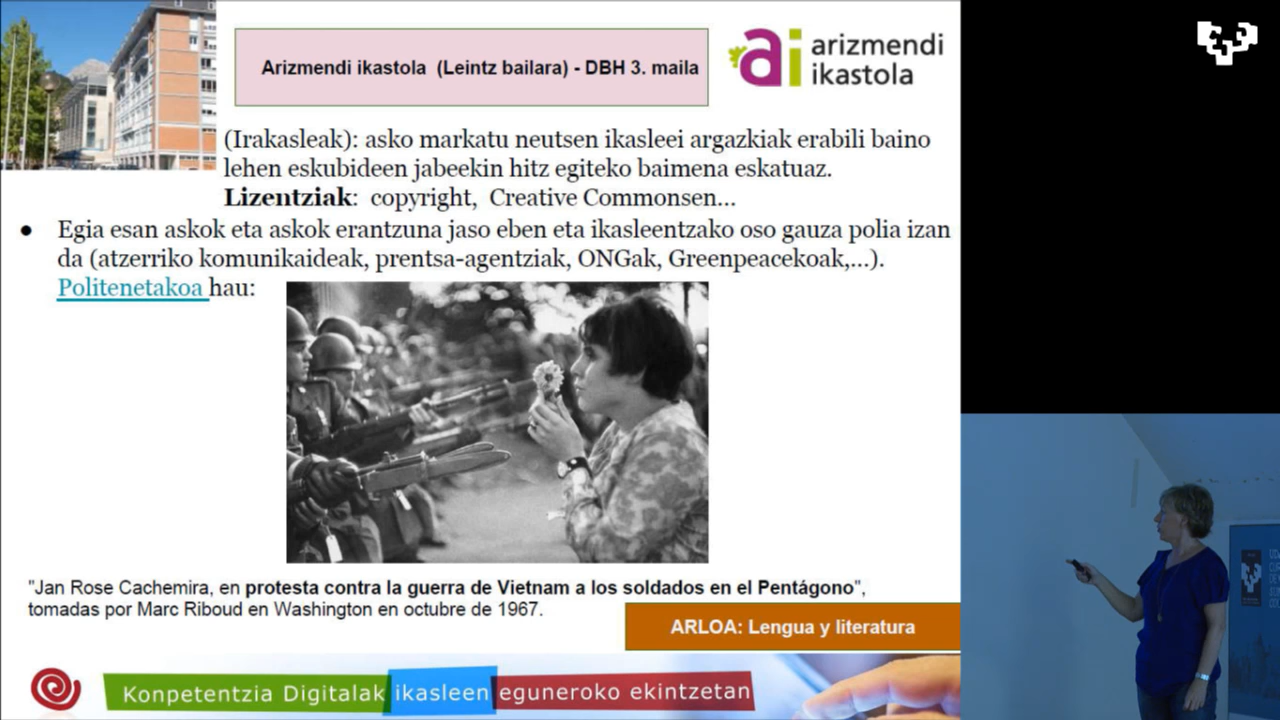 Arizmendi ikastola (Leintz bailara) - DBH 3. maila
ai arizmendi
ikastola
(Irakasleak): asko markatu neutsen ikasleei argazkiak erabili baino
lehen eskubideen jabeekin hitz egiteko baimena eskatuaz.
Lizentziak: copyright, Creative Commonsen...
● Egia esan askok eta askok erantzuna jaso eben eta ikasleentzako oso gauza polia izan
da (atzerriko komunikaideak, prentsa-agentziak, ONGak, Greenpeacekoak,...).
Politenetakoa hau:
"Jan Rose Cachemira, en protesta contra la guerra de Vietnam a los soldados en el Pentágono",
tomadas por Marc Riboud en Washington en octubre de 1967.
ARLOA: Lengua y literatura
Konpetentzia Digitalak ikasleen eguneroko ekintzetan